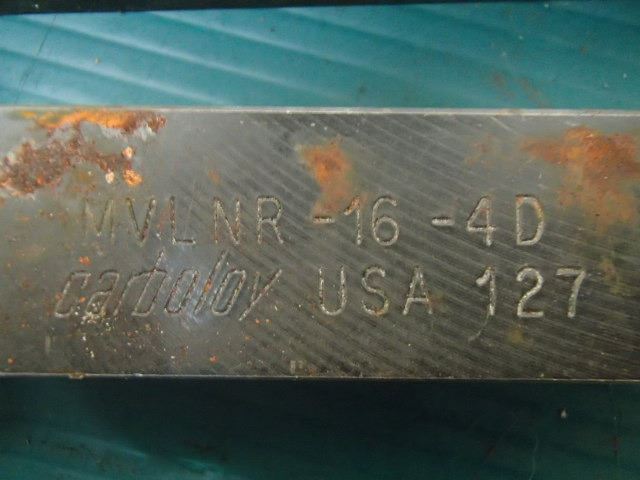 MVLNR -16 -4D
carboloy USA 127